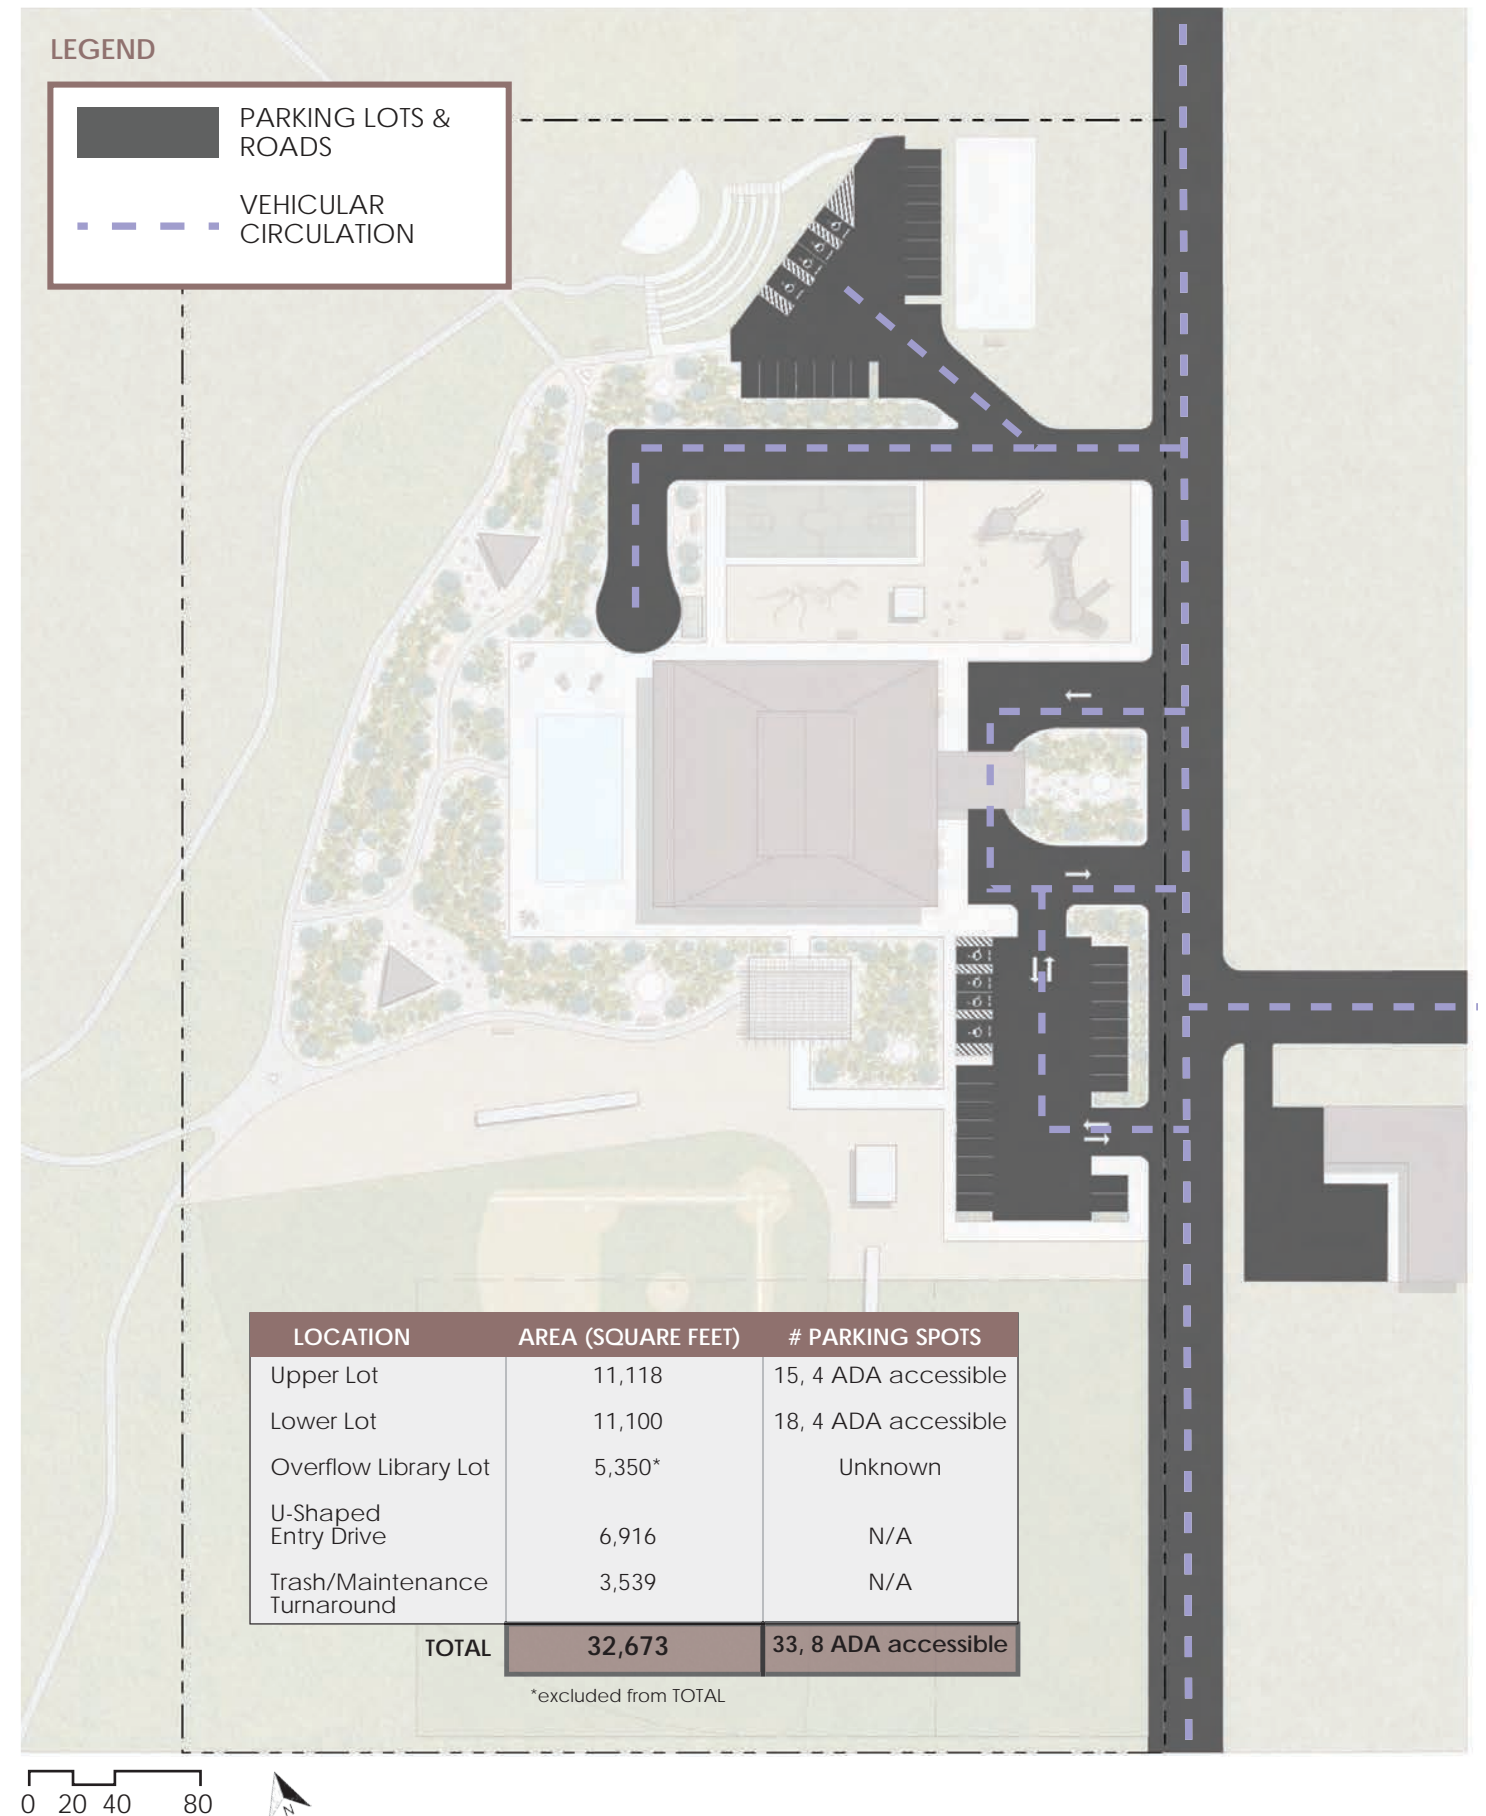 LEGEND
PARKING LOTS &
ROADS
VEHICULAR
CIRCULATION
LOCATION AREA (SQUARE FEET) # PARKING SPOTS
Upper Lot 11,118 15, 4 ADA accessible
Lower Lot 11,100 18, 4 ADA accessible
Overflow Library Lot 5,350* Unknown
U-Shaped
Entry Drive 6,916 N/A
Trash/Maintenance 3,539 N/A
Turnaround
TOTAL 32,673 33, 8 ADA accessible
*excluded from TOTAL
0 20 40 80
N